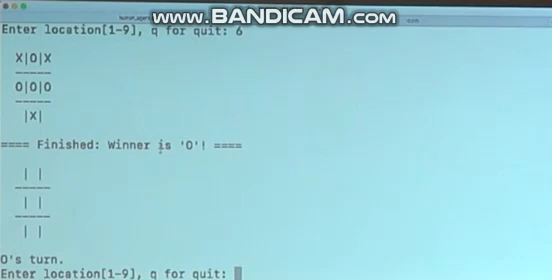 www.BANDICAM.com
Enter location[1-9], q for quit: 6
X|O|X
-----
O|O|O
-----
|X|
==== Finished: Winner is 'O'! ====
| |
-----
| |
-----
| |
O's turn.
Enter location[1-9], q for quit: